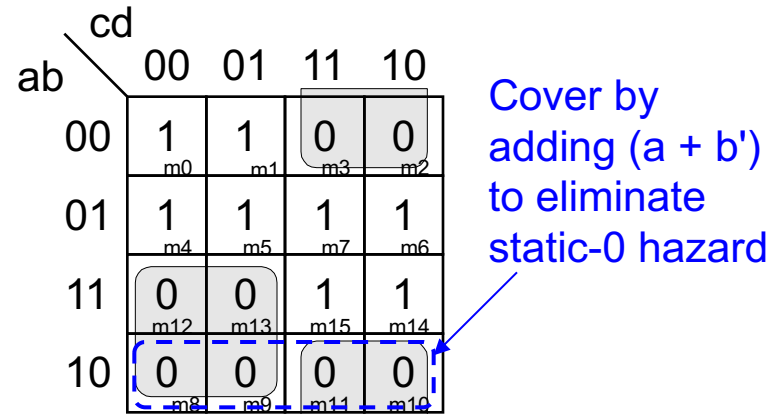 cd
ab
00 01 11 10
00 1 1 0 0
m0 m1 m3 m2
01 1 1 1 1
m4 m5 m7 m6
11 0 0 1 1
m12 m13 m15 m14
10 0 0 0 0
m8 m9 m11 m10
Cover by
adding (a + b')
to eliminate
static-0 hazard